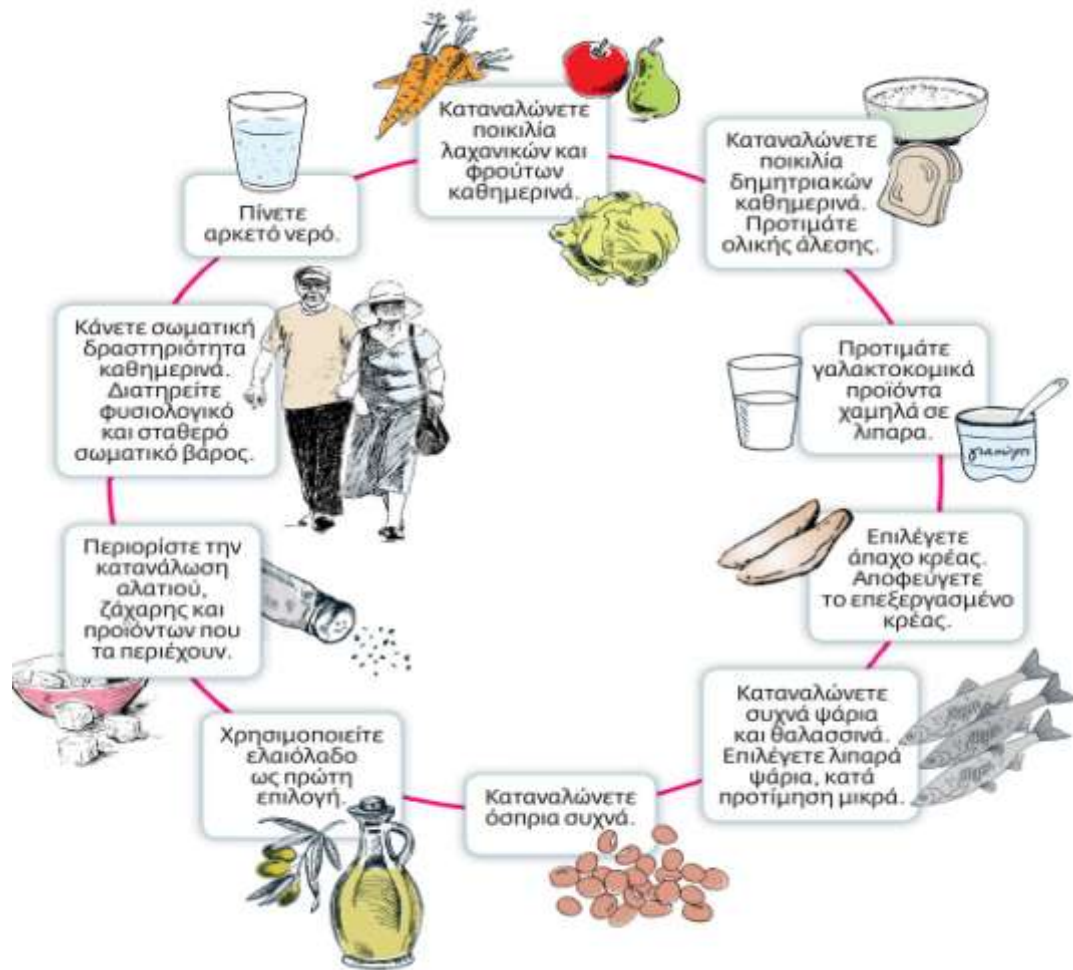 Καταναλώνετε
ποικιλία
λαχανικών και
φρούτων
καθημερινά.
Καταναλώνετε
ποικιλία
δημητριακών
καθημερινά.
Προτιμάτε
ολικής άλεσης.
Προτιμάτε
γαλακτοκομικά
προϊόντα
χαμηλά σε
λιπαρα.
γιαούρτι
Επιλέγετε
άπαχο κρέας.
Αποφεύγετε
το επεξεργασμένο
κρέας.
Καταναλώνετε
συχνά ψάρια
και θαλασσινά.
Επιλέγετε λιπαρά
ψάρια, κατά
προτίμηση μικρά.
Καταναλώνετε
όσπρια συχνά.
Χρησιμοποιείτε
ελαιόλαδο
ως πρώτη
επιλογή.
Περιορίστε την
κατανάλωση
αλατιού,
ζάχαρης και
προϊόντων που
τα περιέχουν.
Κάνετε σωματική
δραστηριότητα
καθημερινά.
Διατηρείτε
φυσιολογικό
και σταθερό
σωματικό βάρος.
Πίνετε
αρκετό νερό.